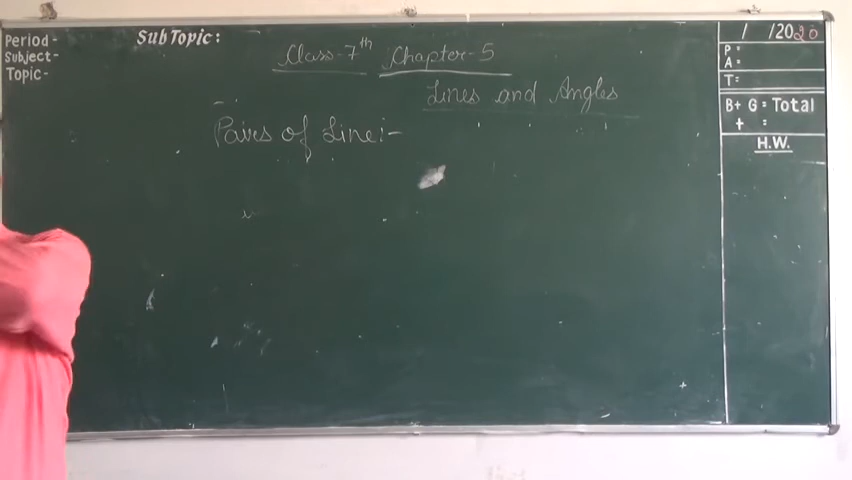 Period-
Subject-
Topic-
Sub Topic:
Class-7th Chapter-5
Lines and Angles
Pairs of Line:-
/ /2020
P=
A=
T=
B+ G = Total
+ =
H.W.